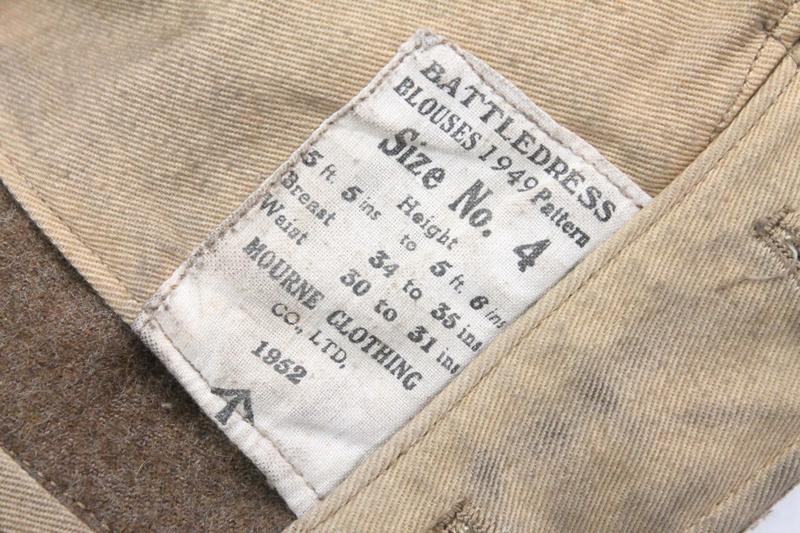 BATTLEDRESS
BLOUSES 1949 Pattern
Size No. 4
Height
5 ft. 5 ins to 5 ft. 6 ins
Breast 34 to 35 ins
Waist 30 to 31 ins
MOURNE CLOTHING
CO., LTD,
1952